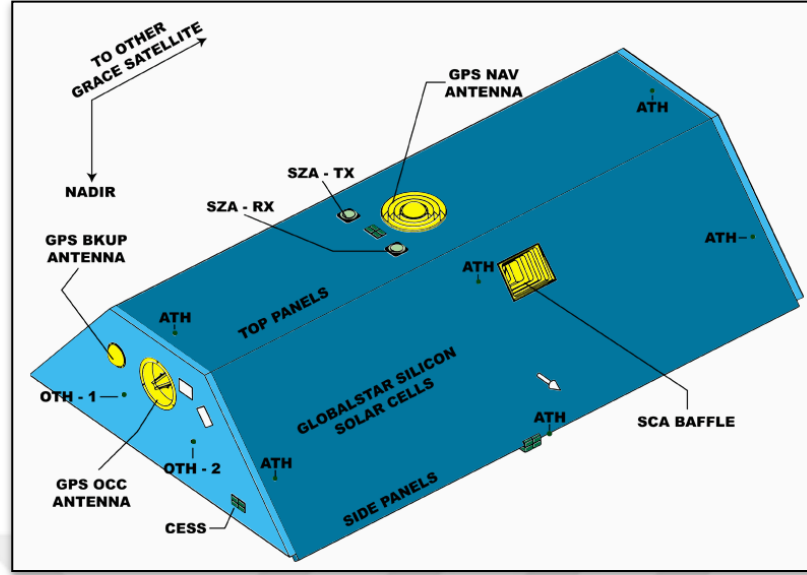 TO OTHER
GRACE SATELLITE
NADIR
GPS NAV
ANTENNA
ATH
SZA - TX
SZA - RX
GPS BKUP
ANTENNA
ATH
ATH
ATH
TOP PANELS
OTH - 1
GLOBALSTAR SILICON
SOLAR CELLS
SCA BAFFLE
ATH
OTH - 2
ATH
GPS OCC
ANTENNA
SIDE PANELS
CESS